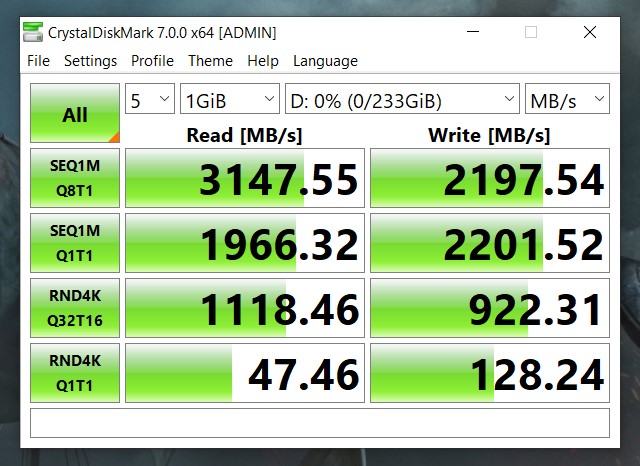 CrystalDiskMark 7.0.0 x64 [ADMIN]
File Settings Profile Theme Help Language
All 5 1GiB D: 0% (0/233GiB) MB/s
Read [MB/s] Write [MB/s]
SEQ1M
Q8T1 3147.55 2197.54
SEQ1M
Q1T1 1966.32 2201.52
RND4K
Q32T16 1118.46 922.31
RND4K
Q1T1 47.46 128.24